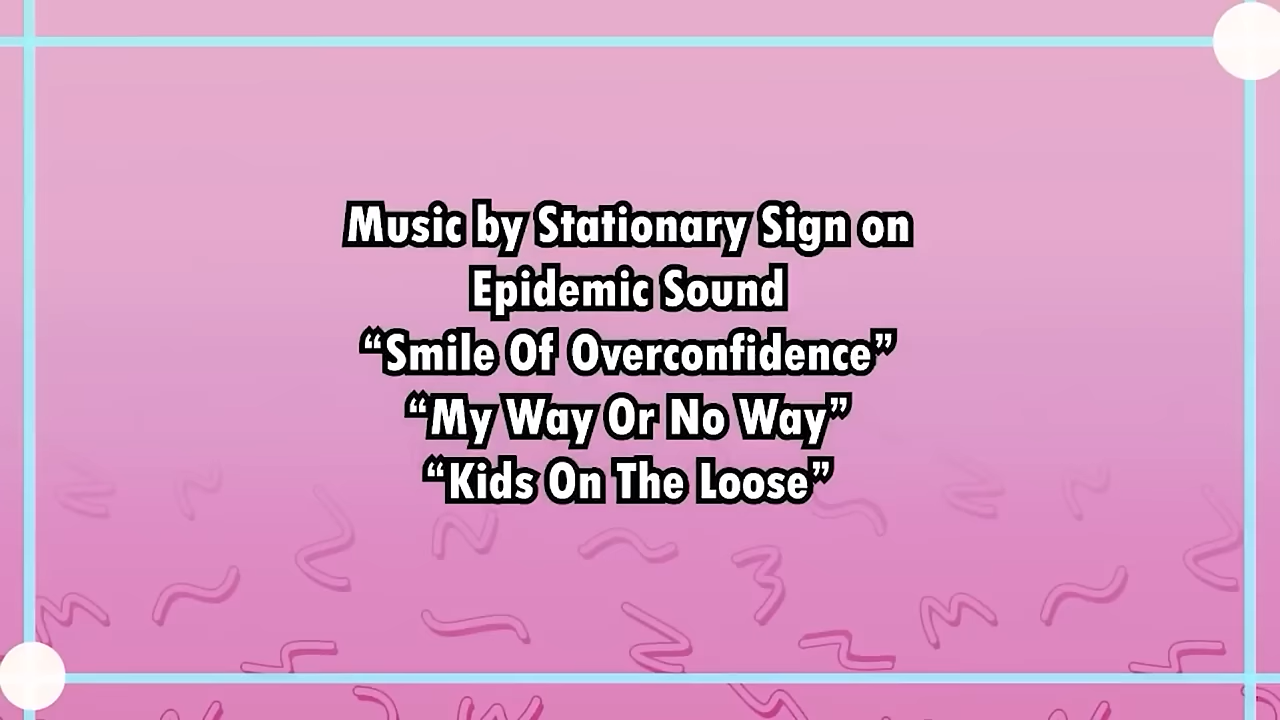 Music by Stationary Sign on
Epidemic Sound
“Smile Of Overconfidence”
“My Way Or No Way”
“Kids On The Loose”